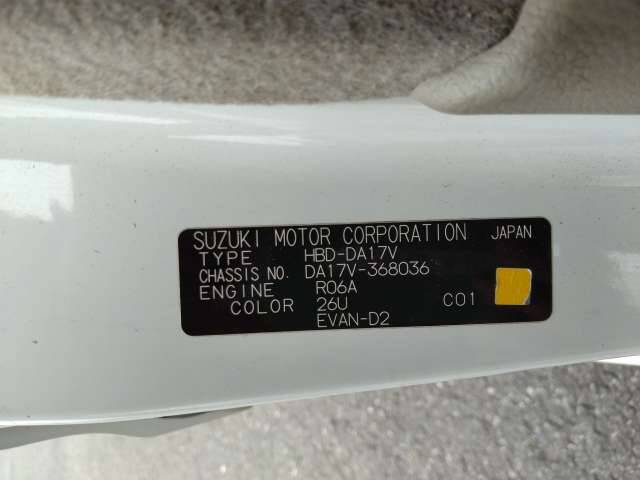 SUZUKI MOTOR CORPORATION JAPAN
TYPE HBD-DA17V
CHASSIS NO. DA17V-368036
ENGINE R06A
COLOR 26U C01
EVAN-D2